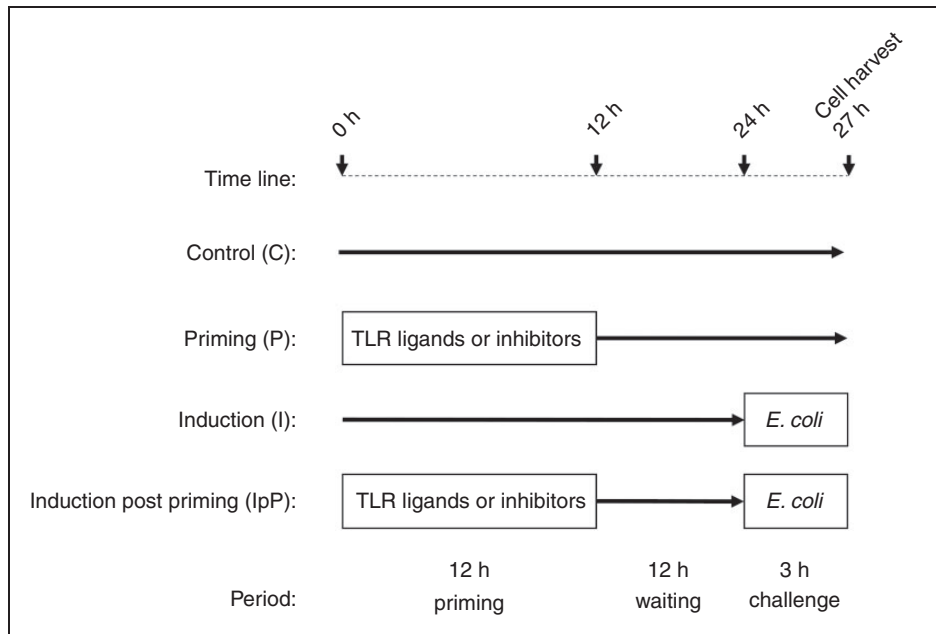 0 h
12 h
24 h
Cell harvest
27 h
Time line:
Control (C):
Priming (P):
TLR ligands or inhibitors
Induction (I):
E. coli
Induction post priming (IpP):
TLR ligands or inhibitors
E. coli
Period:
12 h
priming
12 h
waiting
3 h
challenge